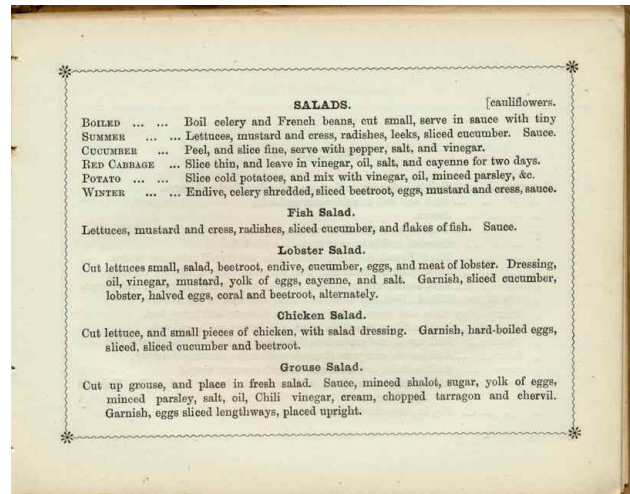 SALADS. [cauliflowers.
BOILED ... ... Boil celery and French beans, cut small, serve in sauce with tiny
SUMMER ... ... Lettuces, mustard and cress, radishes, leeks, sliced cucumber. Sauce.
CUCUMBER ... Peel, and slice fine, serve with pepper, salt, and vinegar.
RED CABBAGE ... Slice thin, and leave in vinegar, oil, salt, and cayenne for two days.
POTATO ... ... Slice cold potatoes, and mix with vinegar, oil, minced parsley, &c.
WINTER ... ... Endive, celery shredded, sliced beetroot, eggs, mustard and cress, sauce.
Fish Salad.
Lettuces, mustard and cress, radishes, sliced cucumber, and flakes of fish. Sauce.
Lobster Salad.
Cut lettuces small, salad, beetroot, endive, cucumber, eggs, and meat of lobster. Dressing,
oil, vinegar, mustard, yolk of eggs, cayenne, and salt. Garnish, sliced cucumber,
lobster, halved eggs, coral and beetroot, alternately.
Chicken Salad.
Cut lettuce, and small pieces of chicken, with salad dressing. Garnish, hard-boiled eggs,
sliced, sliced cucumber and beetroot.
Grouse Salad.
Cut up grouse, and place in fresh salad. Sauce, minced shalot, sugar, yolk of eggs,
minced parsley, salt, oil, Chili vinegar, cream, chopped tarragon and chervil.
Garnish, eggs sliced lengthways, placed upright.